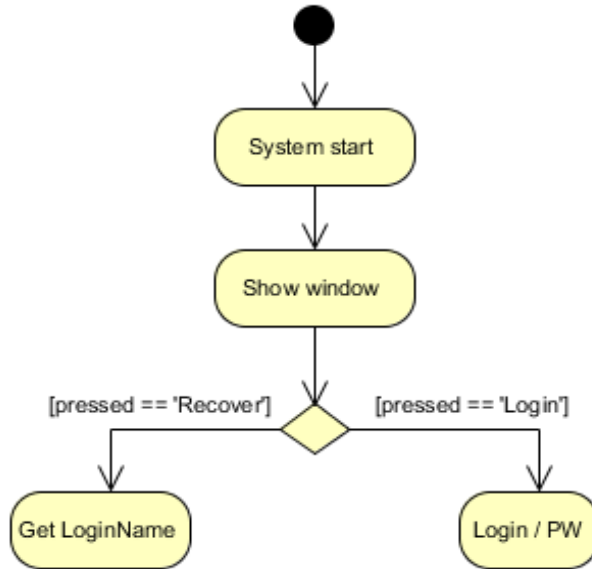 System start
Show window
[pressed == 'Recover']
[pressed == 'Login']
Get LoginName
Login / PW